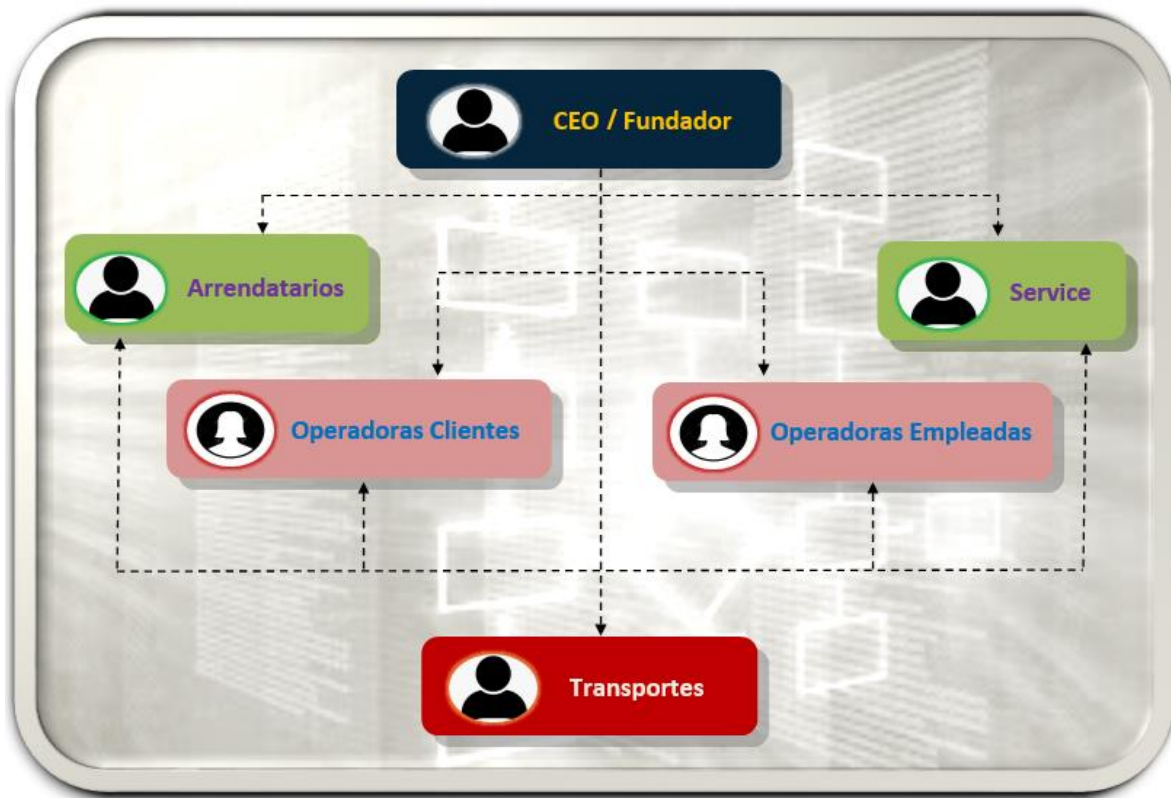 CEO / Fundador
Arrendatarios
Service
Operadoras Clientes
Operadoras Empleadas
Transportes